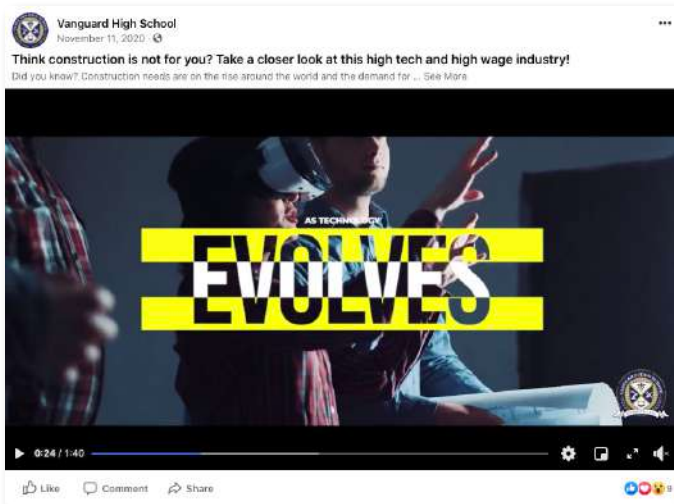 Vanguard High School
November 11, 2020 ·
Think construction is not for you? Take a closer look at this high tech and high wage industry!
Did you know? Construction needs are on the rise around the world and the demand for ... See More
AS TECHNOLOGY
EVOLVES
0:24 / 1:40
Like Comment Share 9